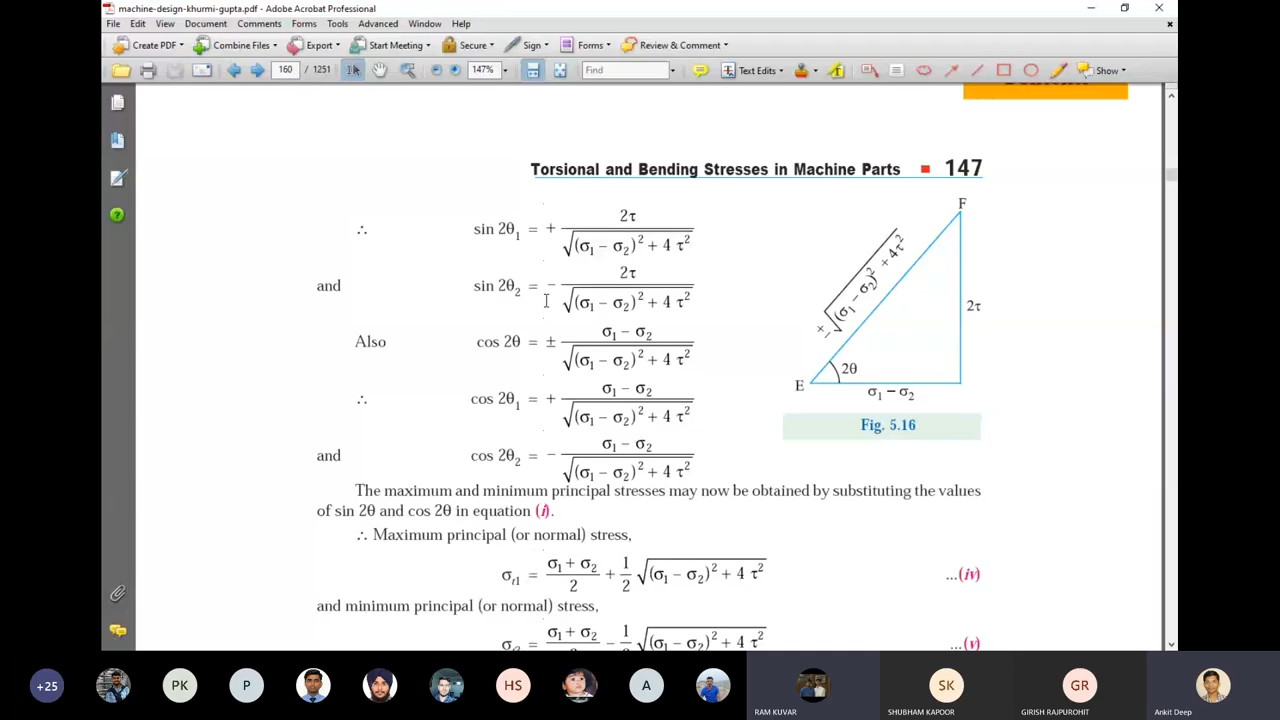 machine-design-khurmi-gupta.pdf - Adobe Acrobat Professional
File Edit View Document Comments Forms Tools Advanced Window Help
Create PDF Combine Files Export Start Meeting Secure Sign Forms Review & Comment
160 / 1251 147% Find Text Edits Show
Torsional and Bending Stresses in Machine Parts ■ 147
∴ sin 2θ₁ = + 2τ / √((σ₁ – σ₂)² + 4 τ²)
and sin 2θ₂ = – 2τ / √((σ₁ – σ₂)² + 4 τ²)
Also cos 2θ = ± (σ₁ – σ₂) / √((σ₁ – σ₂)² + 4 τ²)
∴ cos 2θ₁ = + (σ₁ – σ₂) / √((σ₁ – σ₂)² + 4 τ²)
and cos 2θ₂ = – (σ₁ – σ₂) / √((σ₁ – σ₂)² + 4 τ²)
F
± √((σ₁ – σ₂)² + 4τ²)
2τ
2θ
E
σ₁ – σ₂
Fig. 5.16
The maximum and minimum principal stresses may now be obtained by substituting the values
of sin 2θ and cos 2θ in equation (i).
∴ Maximum principal (or normal) stress,
σt1 = (σ₁ + σ₂)/2 + 1/2 √((σ₁ – σ₂)² + 4 τ²) ...(iv)
and minimum principal (or normal) stress,
σ = (σ₁ + σ₂) – 1 √((σ₁ – σ₂)² + 4 τ²) ...(v)
+25 PK P HS A SK GR
RAM KUVAR SHUBHAM KAPOOR GIRISH RAJPUROHIT Ankit Deep